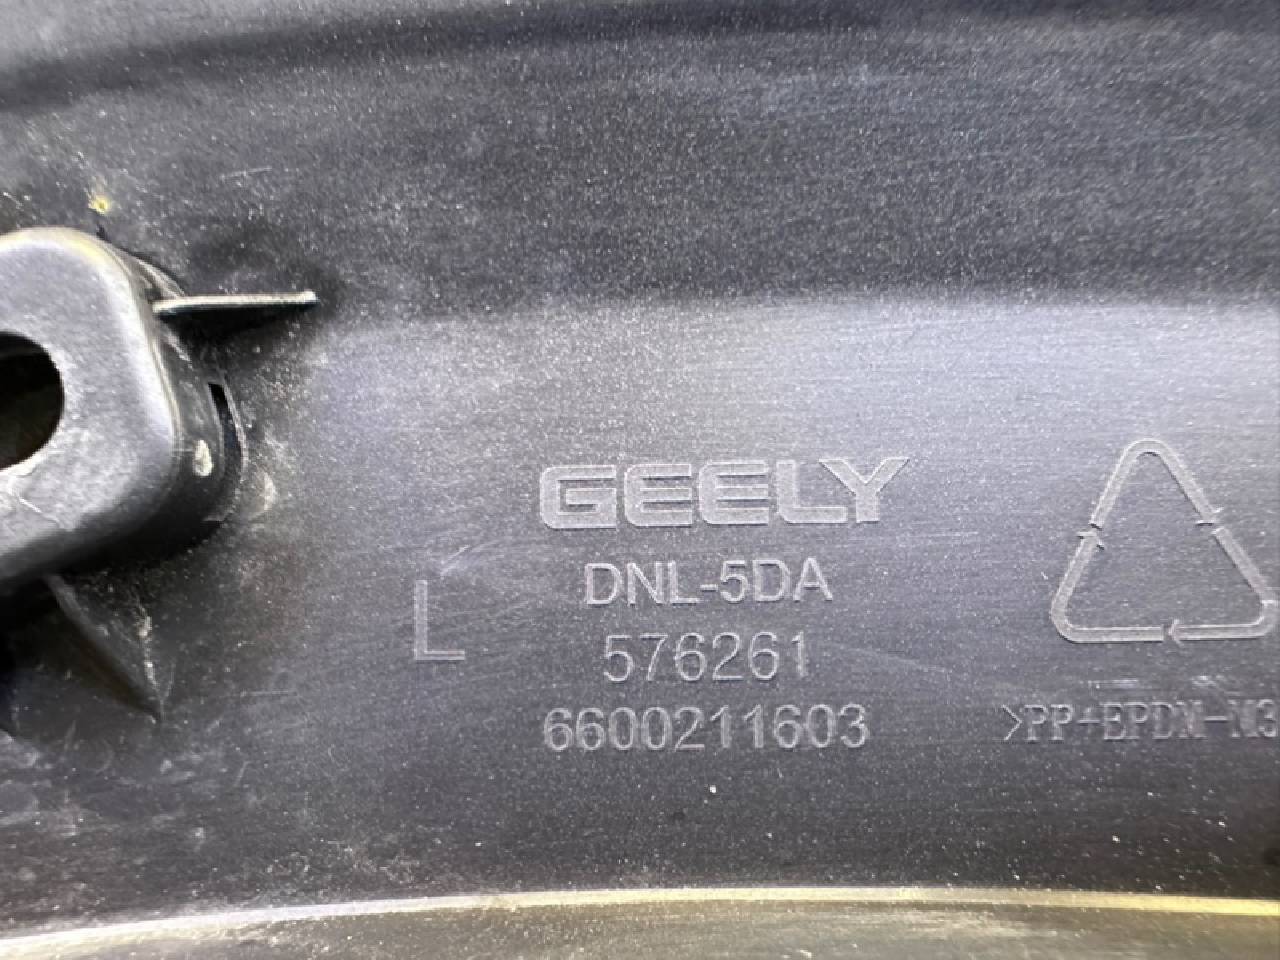 GEELY
DNL-5DA
L
576261
6600211603
>PP+EPDM-M3